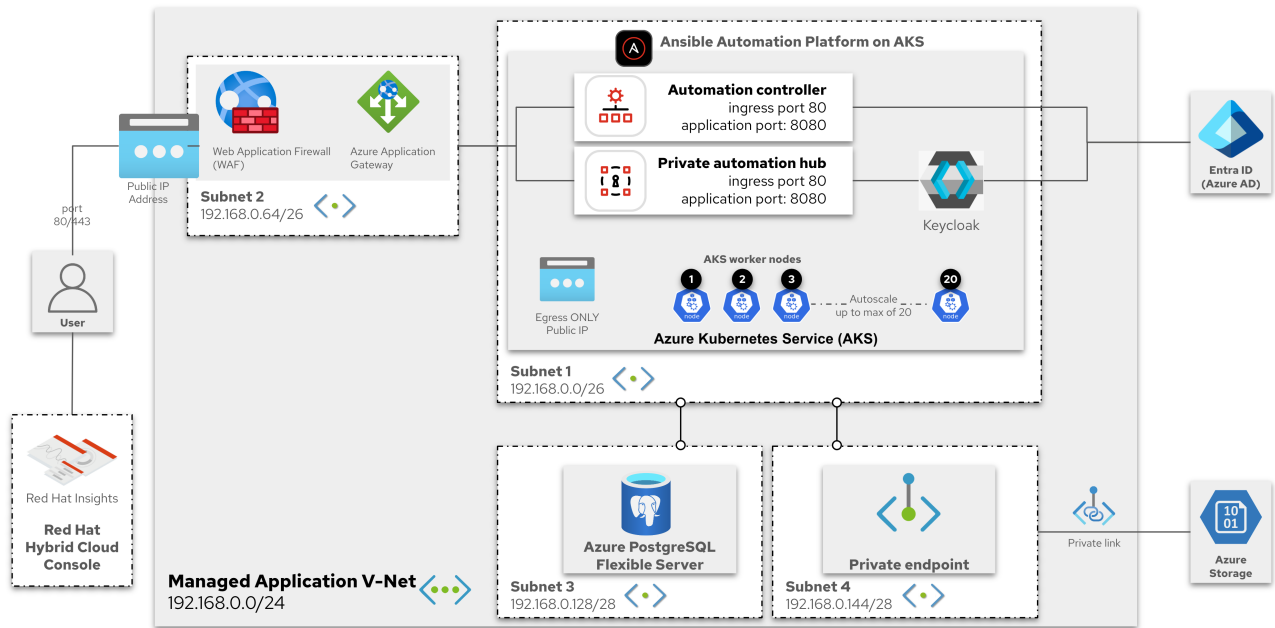 Ansible Automation Platform on AKS
Automation controller
ingress port 80
application port: 8080
Private automation hub
ingress port 80
application port: 8080
Keycloak
Web Application Firewall
(WAF)
Azure Application
Gateway
Subnet 2
192.168.0.64/26
Public IP
Address
port
80/443
User
Red Hat Insights
Red Hat
Hybrid Cloud
Console
AKS worker nodes
1
2
3
20
node
node
node
node
Autoscale
up to max of 20
Egress ONLY
Public IP
Azure Kubernetes Service (AKS)
Subnet 1
192.168.0.0/26
Entra ID
(Azure AD)
Azure PostgreSQL
Flexible Server
Subnet 3
192.168.0.128/28
Private endpoint
Subnet 4
192.168.0.144/28
Private link
10
01
Azure
Storage
Managed Application V-Net
192.168.0.0/24